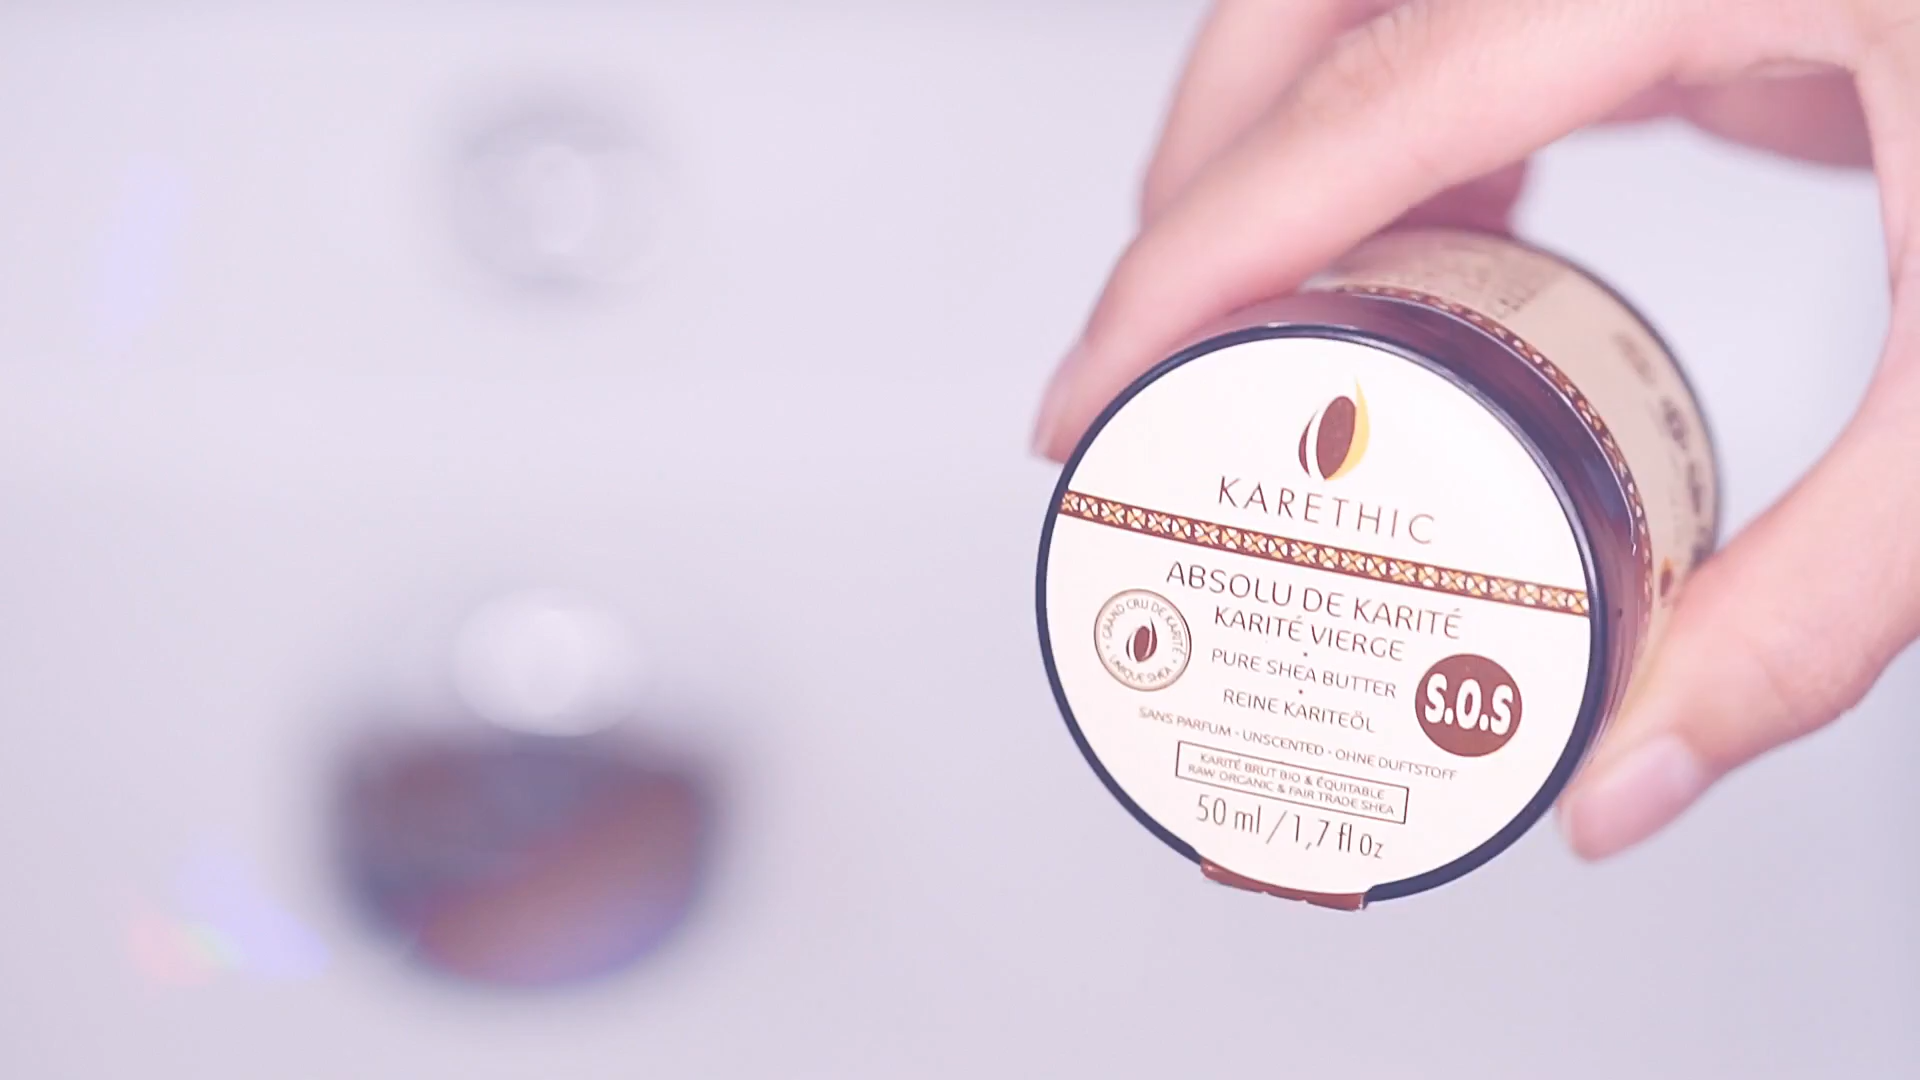 KARETHIC
ABSOLU DE KARITÉ
KARITÉ VIERGE
PURE SHEA BUTTER
REINE KARITEÖL
GRAND CRU DE KARITÉ
UNIQUE SHEA
S.O.S
SANS PARFUM - UNSCENTED - OHNE DUFTSTOFF
KARITÉ BRUT BIO & ÉQUITABLE
RAW ORGANIC & FAIR TRADE SHEA
50 ml / 1,7 fl oz